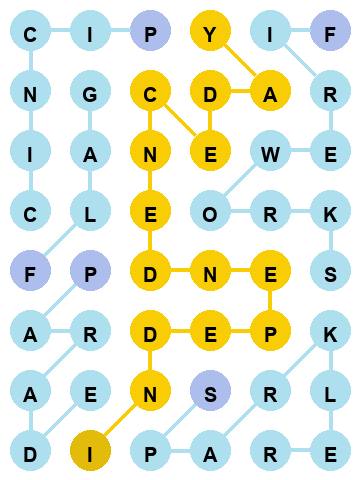 C I P Y I F
N G C D A R
I A N E W E
C L E O R K
F P D N E S
A R D E P K
A E N S R L
D I P A R E